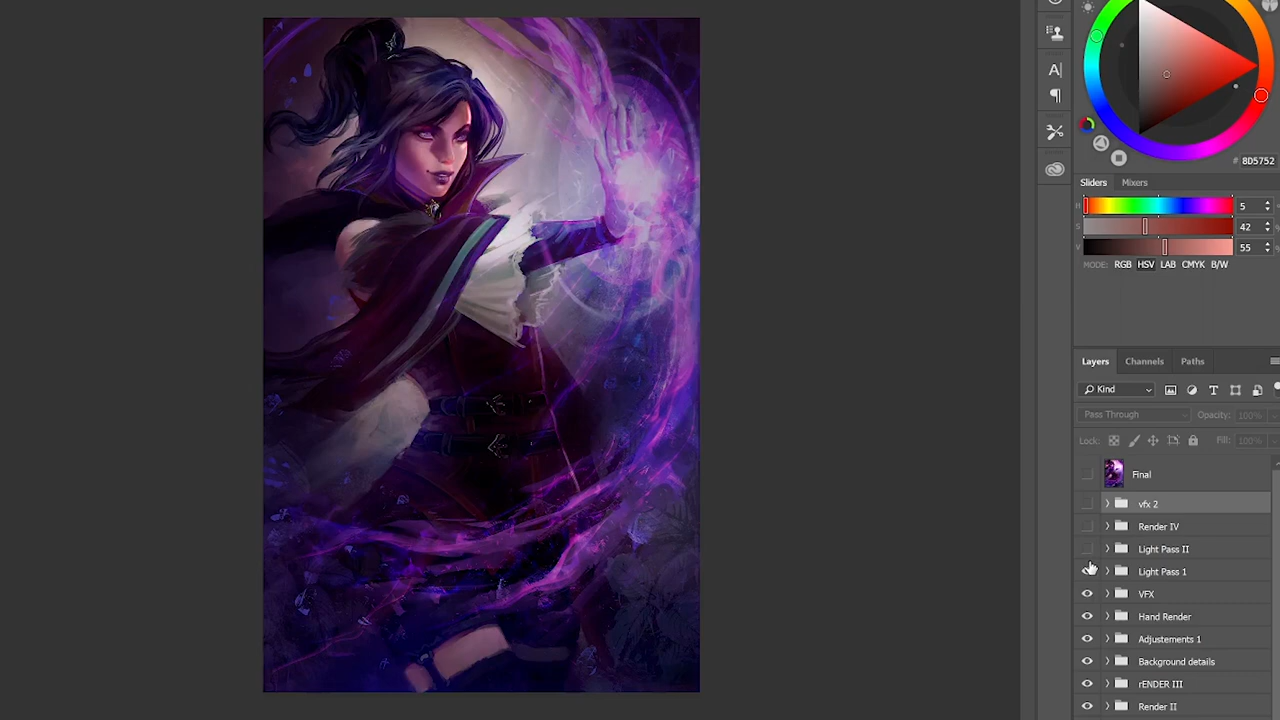 A|
# 8D5752
Sliders Mixers
H 5
S 42
V 55
MODE: RGB HSV LAB CMYK B/W
Layers Channels Paths
Kind
Pass Through Opacity: 100%
Lock: Fill: 100%
Final
vfx 2
Render IV
Light Pass II
Light Pass 1
VFX
Hand Render
Adjustements 1
Background details
rENDER III
Render II